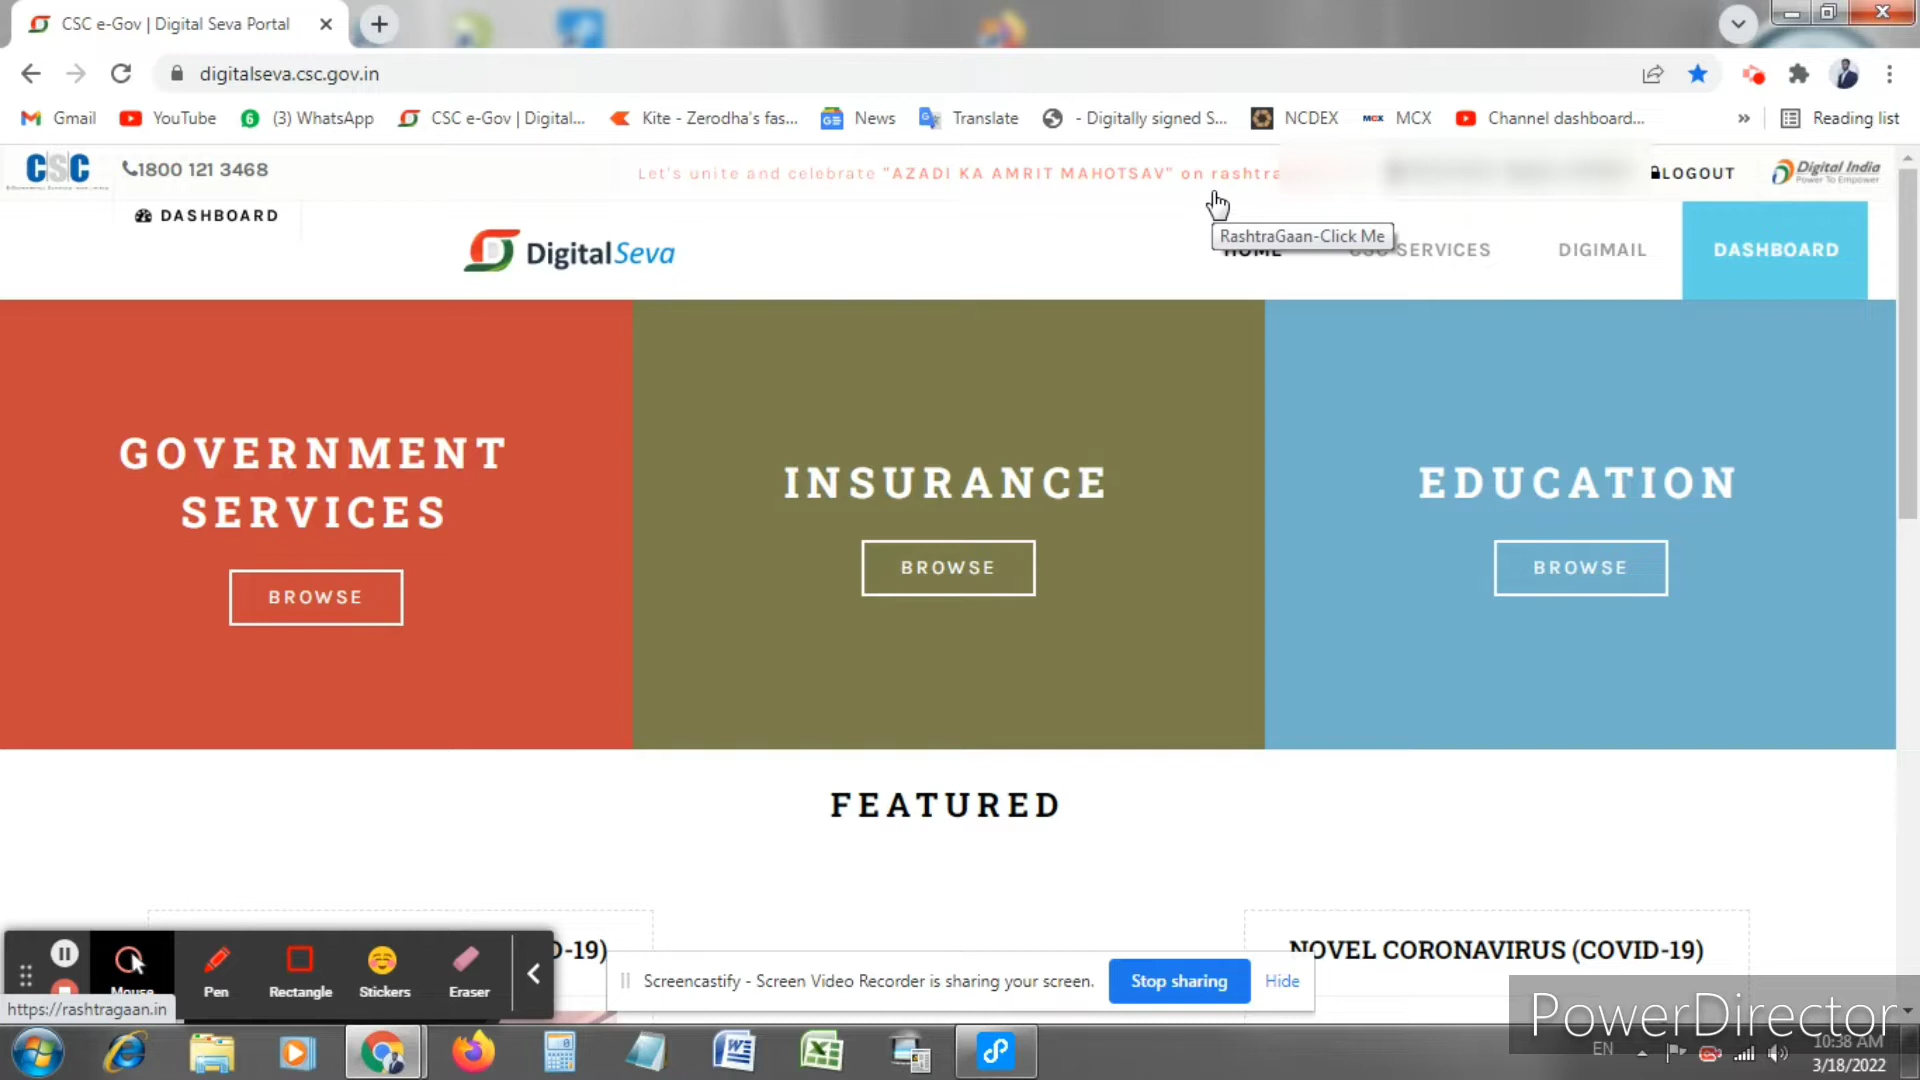 CSC e-Gov | Digital Seva Portal
digitalseva.csc.gov.in
Gmail
YouTube
(3) WhatsApp
CSC e-Gov | Digital...
Kite - Zerodha's fas...
News
Translate
- Digitally signed S...
NCDEX
MCX
Channel dashboard...
»
Reading list
CSC
1800 121 3468
Let's unite and celebrate "AZADI KA AMRIT MAHOTSAV" on rashtra
LOGOUT
Digital India
Power To Empower
DASHBOARD
DigitalSeva
RashtraGaan-Click Me
HOME
CSC SERVICES
DIGIMAIL
DASHBOARD
GOVERNMENT
SERVICES
BROWSE
INSURANCE
BROWSE
EDUCATION
BROWSE
FEATURED
D-19)
NOVEL CORONAVIRUS (COVID-19)
Mouse
Pen
Rectangle
Stickers
Eraser
Screencastify - Screen Video Recorder is sharing your screen.
Stop sharing
Hide
https://rashtragaan.in
PowerDirector
EN
10:38 AM
3/18/2022